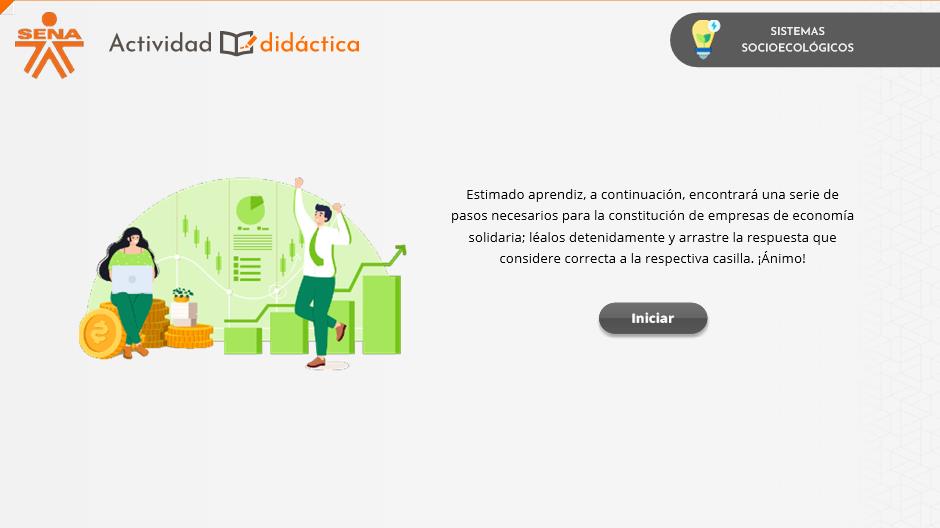 SENA
Actividad didáctica
SISTEMAS
SOCIOECOLÓGICOS
Estimado aprendiz, a continuación, encontrará una serie de
pasos necesarios para la constitución de empresas de economía
solidaria; léalos detenidamente y arrastre la respuesta que
considere correcta a la respectiva casilla. ¡Ánimo!
Iniciar